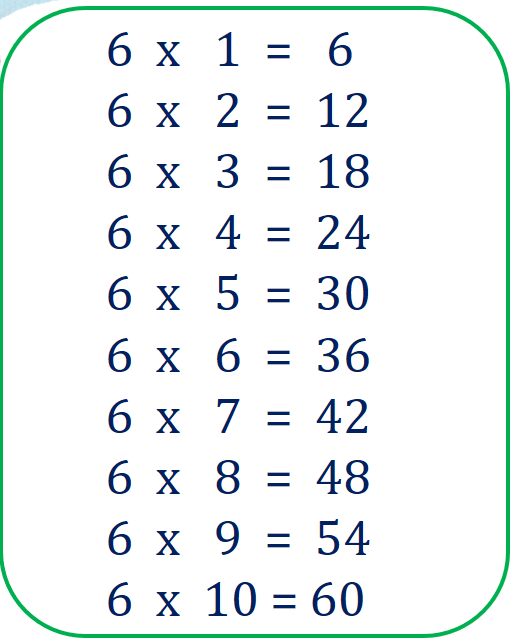 6 x 1 = 6
6 x 2 = 12
6 x 3 = 18
6 x 4 = 24
6 x 5 = 30
6 x 6 = 36
6 x 7 = 42
6 x 8 = 48
6 x 9 = 54
6 x 10 = 60